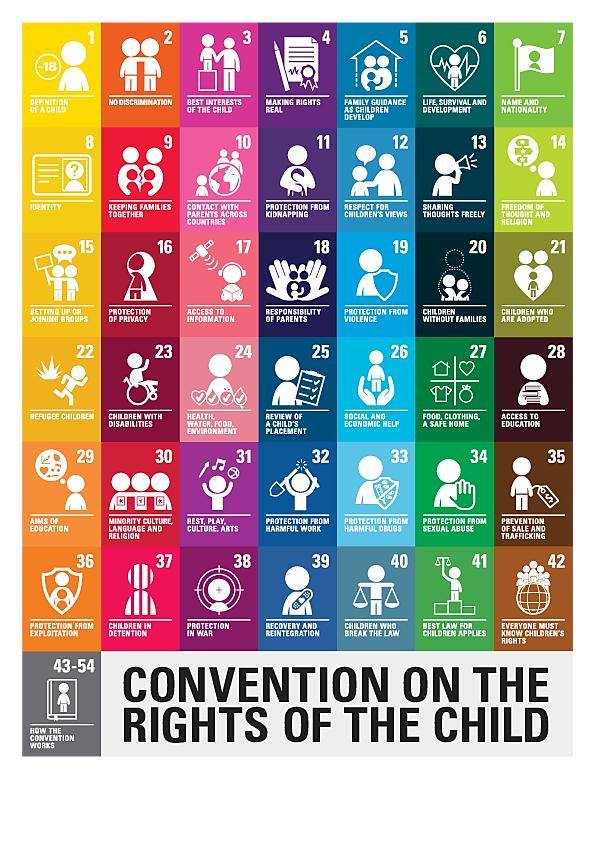 1
-18
DEFINITION
OF A CHILD
2
NO DISCRIMINATION
3
BEST INTERESTS
OF THE CHILD
4
MAKING RIGHTS
REAL
5
FAMILY GUIDANCE
AS CHILDREN
DEVELOP
6
LIFE, SURVIVAL AND
DEVELOPMENT
7
NAME AND
NATIONALITY
8
?
IDENTITY
9
KEEPING FAMILIES
TOGETHER
10
CONTACT WITH
PARENTS ACROSS
COUNTRIES
11
PROTECTION FROM
KIDNAPPING
12
RESPECT FOR
CHILDREN'S VIEWS
13
SHARING
THOUGHTS FREELY
14
FREEDOM OF
THOUGHT AND
RELIGION
15
SETTING UP OR
JOINING GROUPS
16
PROTECTION
OF PRIVACY
17
ACCESS TO
INFORMATION
18
RESPONSIBILITY
OF PARENTS
19
PROTECTION FROM
VIOLENCE
20
CHILDREN
WITHOUT FAMILIES
21
CHILDREN WHO
ARE ADOPTED
22
REFUGEE CHILDREN
23
CHILDREN WITH
DISABILITIES
24
HEALTH,
WATER, FOOD,
ENVIRONMENT
25
REVIEW OF
A CHILD'S
PLACEMENT
26
SOCIAL AND
ECONOMIC HELP
27
FOOD, CLOTHING,
A SAFE HOME
28
ACCESS TO
EDUCATION
29
AIMS OF
EDUCATION
30
MINORITY CULTURE,
LANGUAGE AND
RELIGION
31
REST, PLAY,
CULTURE, ARTS
32
PROTECTION FROM
HARMFUL WORK
33
PROTECTION FROM
HARMFUL DRUGS
34
PROTECTION FROM
SEXUAL ABUSE
35
PREVENTION
OF SALE AND
TRAFFICKING
36
PROTECTION FROM
EXPLOITATION
37
CHILDREN IN
DETENTION
38
PROTECTION
IN WAR
39
RECOVERY AND
REINTEGRATION
40
CHILDREN WHO
BREAK THE LAW
41
BEST LAW FOR
CHILDREN APPLIES
42
EVERYONE MUST
KNOW CHILDREN'S
RIGHTS
43-54
HOW THE
CONVENTION
WORKS
CONVENTION ON THE
RIGHTS OF THE CHILD